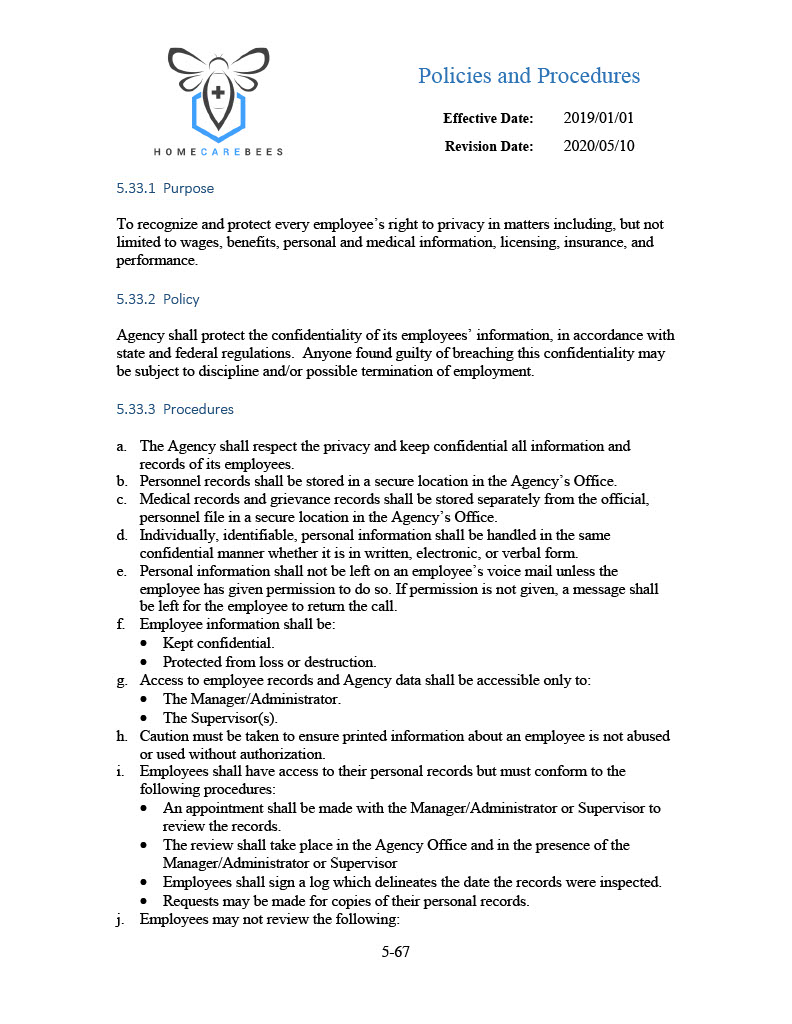 Policies and Procedures
Effective Date: 2019/01/01
Revision Date: 2020/05/10
HOMECAREBEES
5.33.1 Purpose
To recognize and protect every employee’s right to privacy in matters including, but not
limited to wages, benefits, personal and medical information, licensing, insurance, and
performance.
5.33.2 Policy
Agency shall protect the confidentiality of its employees’ information, in accordance with
state and federal regulations. Anyone found guilty of breaching this confidentiality may
be subject to discipline and/or possible termination of employment.
5.33.3 Procedures
a. The Agency shall respect the privacy and keep confidential all information and
records of its employees.
b. Personnel records shall be stored in a secure location in the Agency’s Office.
c. Medical records and grievance records shall be stored separately from the official,
personnel file in a secure location in the Agency’s Office.
d. Individually, identifiable, personal information shall be handled in the same
confidential manner whether it is in written, electronic, or verbal form.
e. Personal information shall not be left on an employee’s voice mail unless the
employee has given permission to do so. If permission is not given, a message shall
be left for the employee to return the call.
f. Employee information shall be:
• Kept confidential.
• Protected from loss or destruction.
g. Access to employee records and Agency data shall be accessible only to:
• The Manager/Administrator.
• The Supervisor(s).
h. Caution must be taken to ensure printed information about an employee is not abused
or used without authorization.
i. Employees shall have access to their personal records but must conform to the
following procedures:
• An appointment shall be made with the Manager/Administrator or Supervisor to
review the records.
• The review shall take place in the Agency Office and in the presence of the
Manager/Administrator or Supervisor
• Employees shall sign a log which delineates the date the records were inspected.
• Requests may be made for copies of their personal records.
j. Employees may not review the following:
5-67